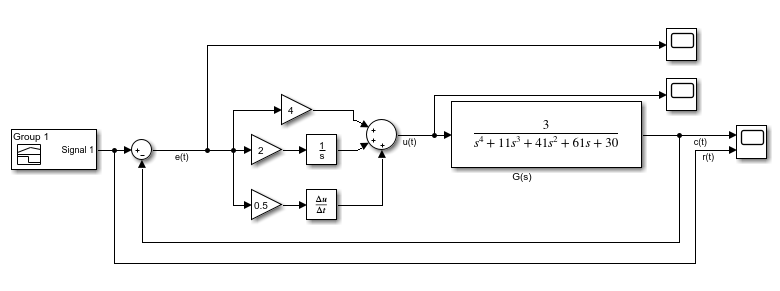 Group 1
Signal 1
+
−
e(t)
4
2
1
s
0.5
Δu
Δt
+
+
+
u(t)
3
s⁴ + 11s³ + 41s² + 61s + 30
G(s)
c(t)
r(t)